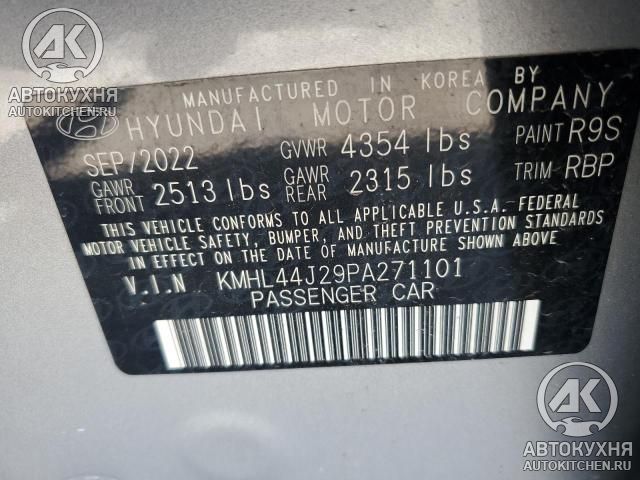 AK
АВТОКУХНЯ
AUTOKITCHEN.RU
MANUFACTURED IN KOREA BY
HYUNDAI MOTOR COMPANY
SEP/2022 GVWR 4354 lbs PAINT R9S
GAWR FRONT 2513 lbs GAWR REAR 2315 lbs TRIM RBP
THIS VEHICLE CONFORMS TO ALL APPLICABLE U.S.A. FEDERAL
MOTOR VEHICLE SAFETY, BUMPER, AND THEFT PREVENTION STANDARDS
IN EFFECT ON THE DATE OF MANUFACTURE SHOWN ABOVE
V.I.N KMHL44J29PA271101
PASSENGER CAR
AK
АВТОКУХНЯ
AUTOKITCHEN.RU